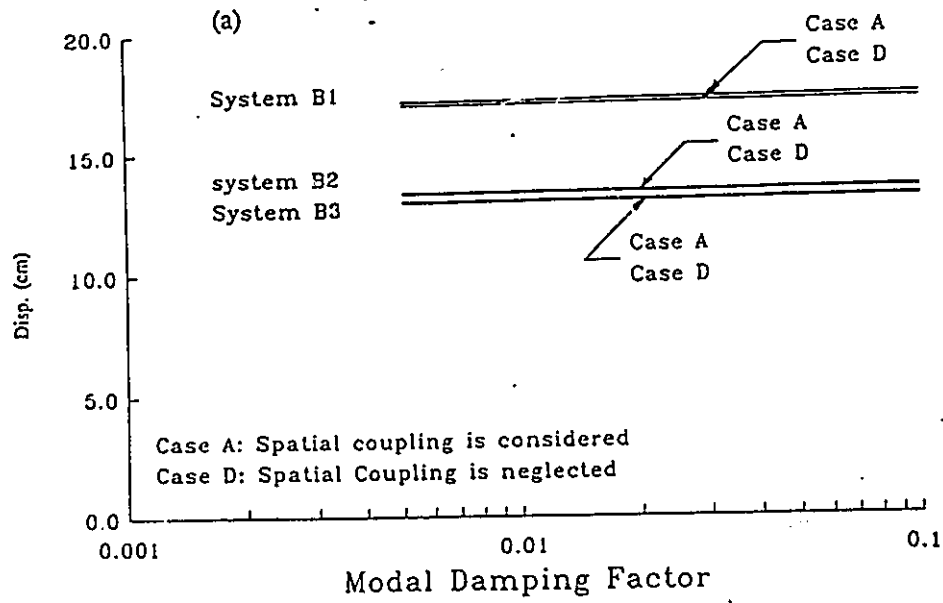 (a)
20.0
Case A
Case D
System B1
15.0
Case A
Case D
system B2
System B3
Case A
Case D
10.0
Disp. (cm)
5.0
Case A: Spatial coupling is considered
Case D: Spatial Coupling is neglected
0.0
0.001
0.01
0.1
Modal Damping Factor